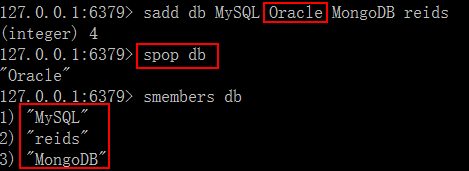 127.0.0.1:6379> sadd db MySQL Oracle MongoDB reids
(integer) 4
127.0.0.1:6379> spop db
"Oracle"
127.0.0.1:6379> smembers db
1) "MySQL"
2) "reids"
3) "MongoDB"